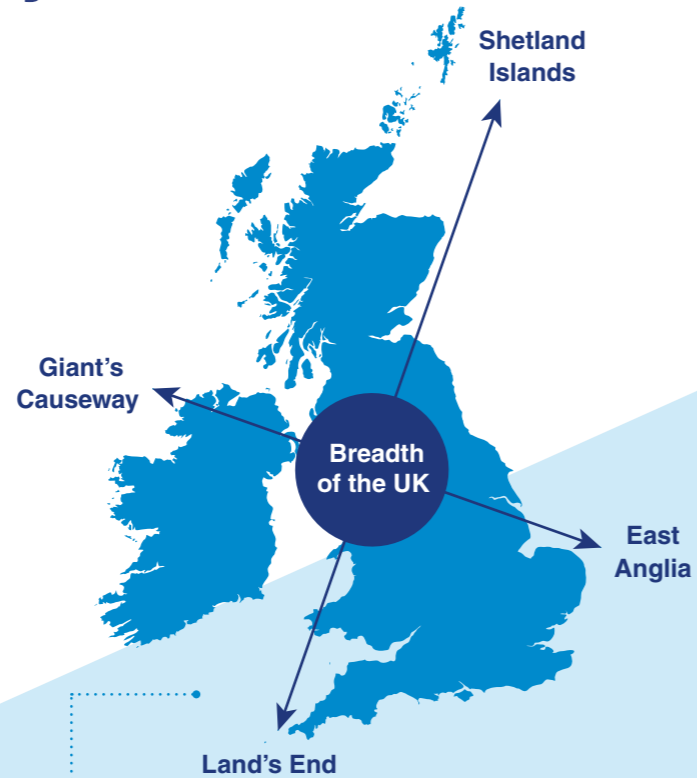 Shetland
Islands
Giant’s
Causeway
Breadth
of the UK
East
Anglia
Land’s End